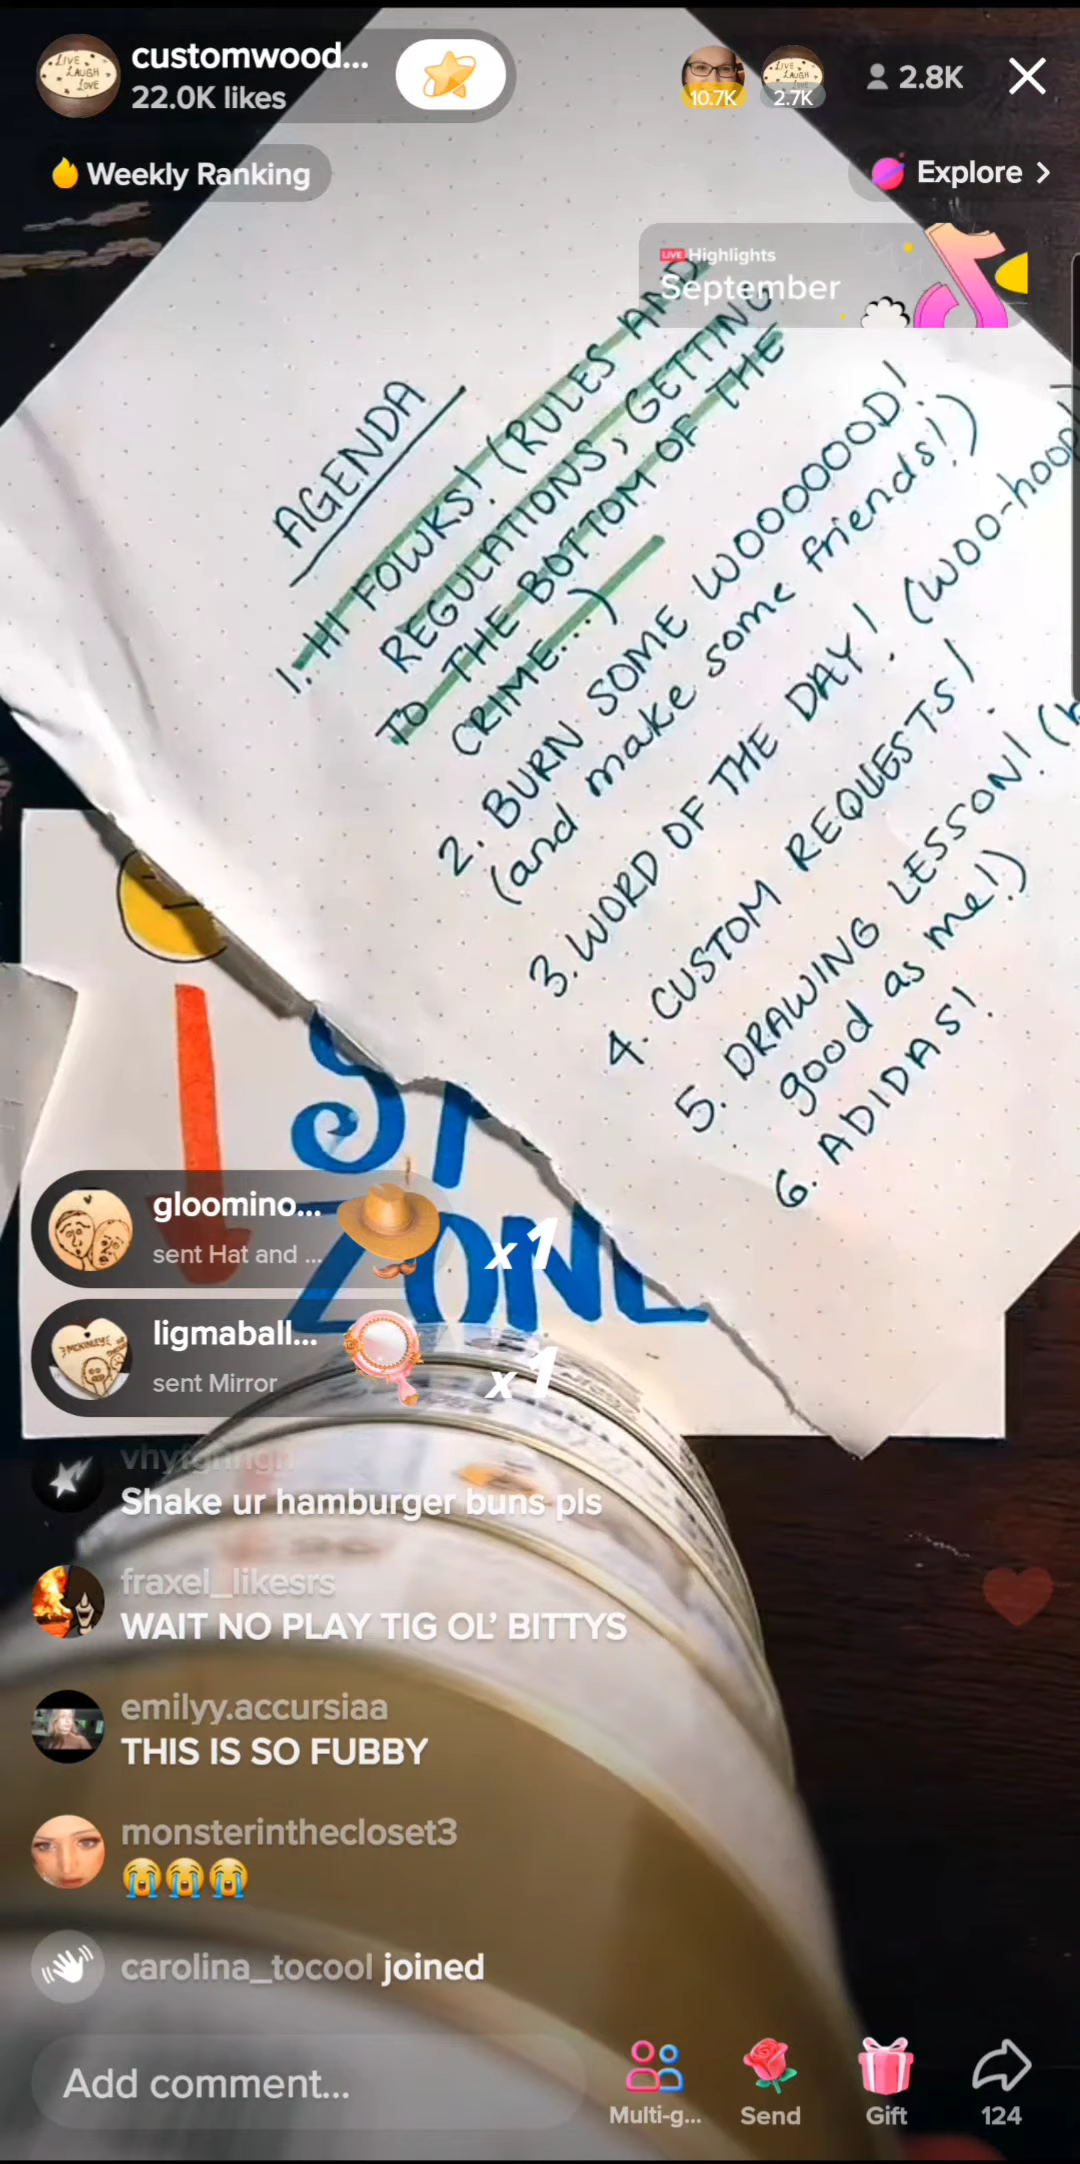 customwood...
22.0K likes
10.7K
2.7K
2.8K
Weekly Ranking
Explore >
LIVE Highlights
September
AGENDA
1. HI FOWKS! (RULES AND
REGULATIONS, GETTING
TO THE BOTTOM OF THE
CRIME...)
2. BURN SOME WOOOOOOD!
(and make some friends!)
3. WORD OF THE DAY! (woo-hoo
4. CUSTOM REQUESTS!
5. DRAWING LESSON! (
good as me!)
6. ADIDAS!
ZONE
gloomino...
sent Hat and ...
x1
ligmaball...
sent Mirror
x1
Shake ur hamburger buns pls
fraxel_likesrs
WAIT NO PLAY TIG OL' BITTYS
emilyy.accursiaa
THIS IS SO FUBBY
monsterinthecloset3
😭😭😭
carolina_tocool joined
Add comment...
Multi-g...
Send
Gift
124